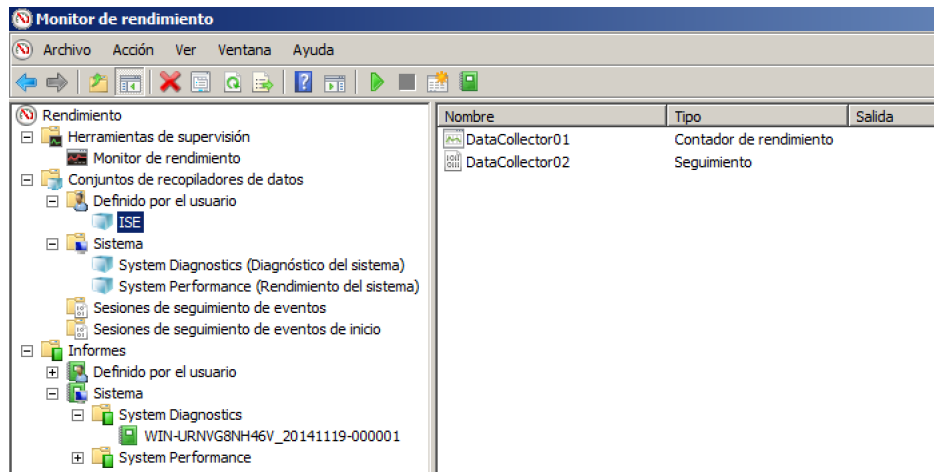 Monitor de rendimiento
Archivo Acción Ver Ventana Ayuda
Rendimiento
Herramientas de supervisión
Monitor de rendimiento
Conjuntos de recopiladores de datos
Definido por el usuario
ISE
Sistema
System Diagnostics (Diagnóstico del sistema)
System Performance (Rendimiento del sistema)
Sesiones de seguimiento de eventos
Sesiones de seguimiento de eventos de inicio
Informes
Definido por el usuario
Sistema
System Diagnostics
WIN-URNVG8NH46V_20141119-000001
System Performance
Nombre Tipo Salida
DataCollector01 Contador de rendimiento
DataCollector02 Seguimiento